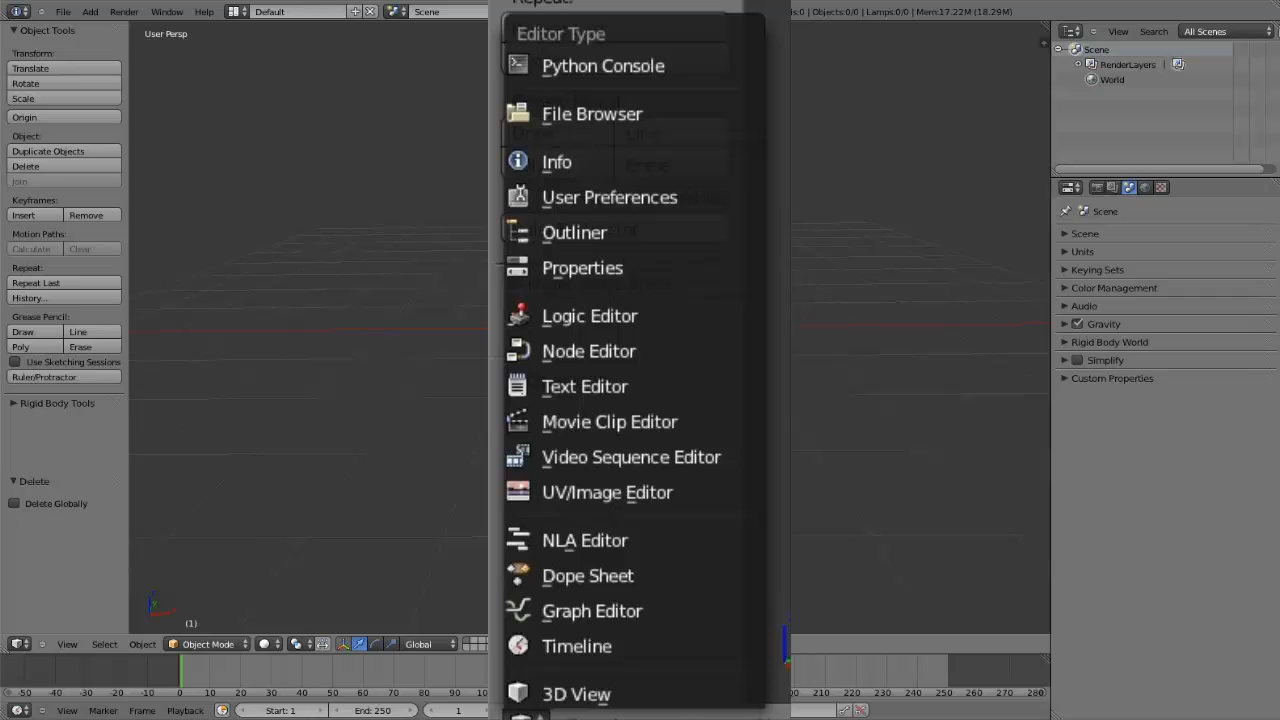 Repeat:
File Add Render Window Help Default Scene
s:0 | Objects:0/0 | Lamps:0/0 | Mem:17.22M (18.29M)
Object Tools
Transform:
Translate
Rotate
Scale
Origin
Object:
Duplicate Objects
Delete
Join
Keyframes:
Insert Remove
Motion Paths:
Calculate Clear
Repeat:
Repeat Last
History...
Grease Pencil:
Draw Line
Poly Erase
Use Sketching Sessions
Ruler/Protractor
Rigid Body Tools
Delete
Delete Globally
User Persp
(1)
Editor Type
Python Console
File Browser
Info
User Preferences
Outliner
Properties
Logic Editor
Node Editor
Text Editor
Movie Clip Editor
Video Sequence Editor
UV/Image Editor
NLA Editor
Dope Sheet
Graph Editor
Timeline
3D View
View Search All Scenes
Scene
RenderLayers
World
Scene
Scene
Units
Keying Sets
Color Management
Audio
Gravity
Rigid Body World
Simplify
Custom Properties
View Select Object Object Mode Global
-50 -40 -30 -20 -10 0 10 20 30 40 50 60 70 80 90 100 110 120 210 220 230 240 250 260 270 280
View Marker Frame Playback Start: 1 End: 250 1